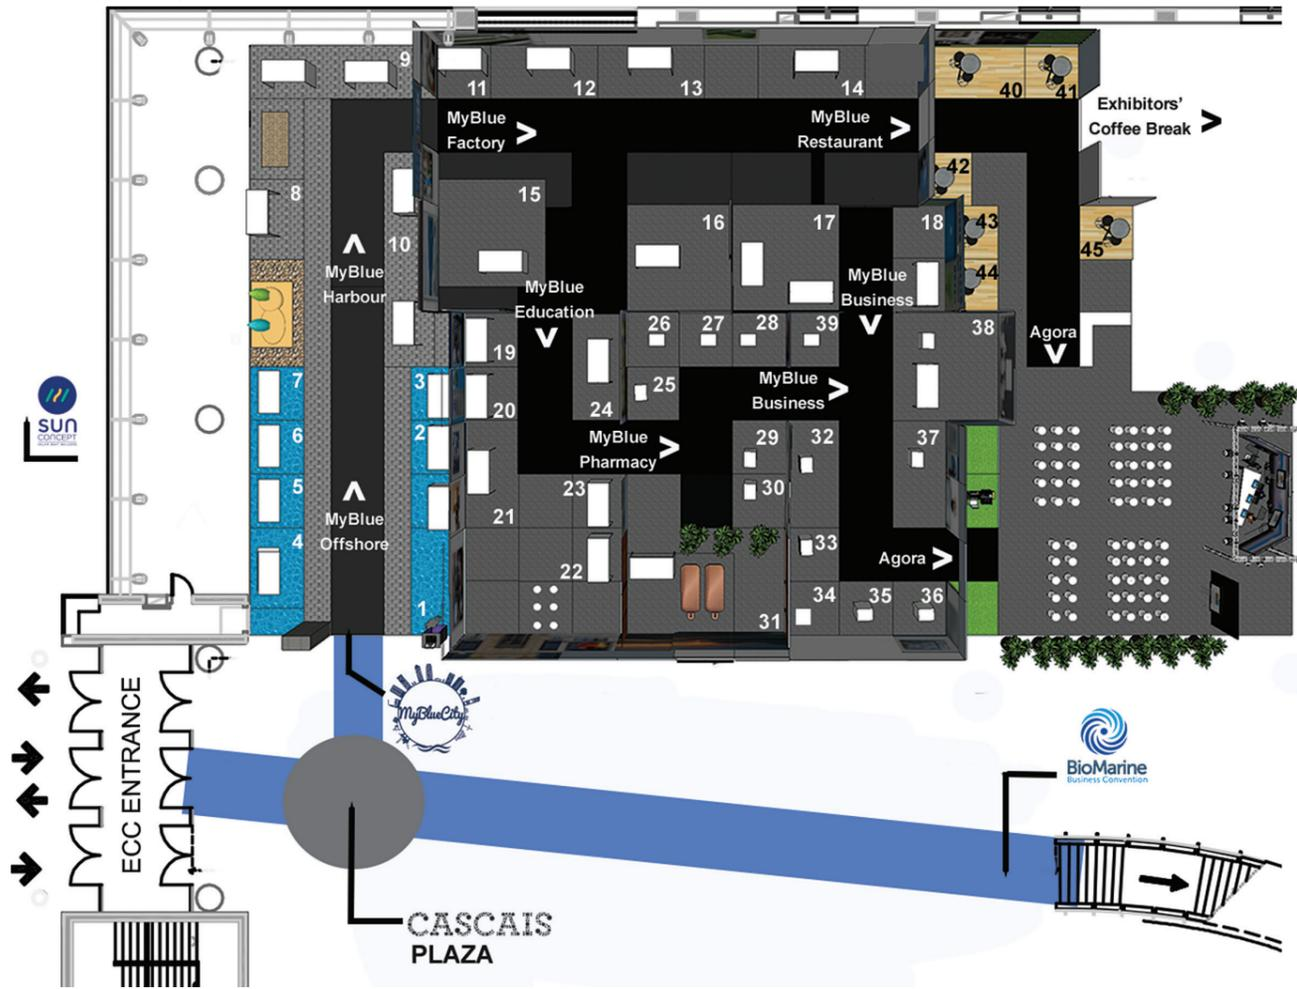 9
11
12
13
14
40
41
MyBlue
Factory >
MyBlue
Restaurant >
Exhibitors'
Coffee Break >
8
10
15
16
17
18
42
43
44
45
MyBlue
Harbour
MyBlue
Education
MyBlue
Business
Agora
19
26
27
28
39
38
7
3
20
24
25
MyBlue
Business >
SUN
CONCEPT
6
2
MyBlue
Pharmacy >
29
32
37
5
21
23
30
MyBlue
Offshore
4
22
33
Agora >
1
31
34
35
36
ECC ENTRANCE
MyBlueCity
BioMarine
Business Convention
CASCAIS
PLAZA